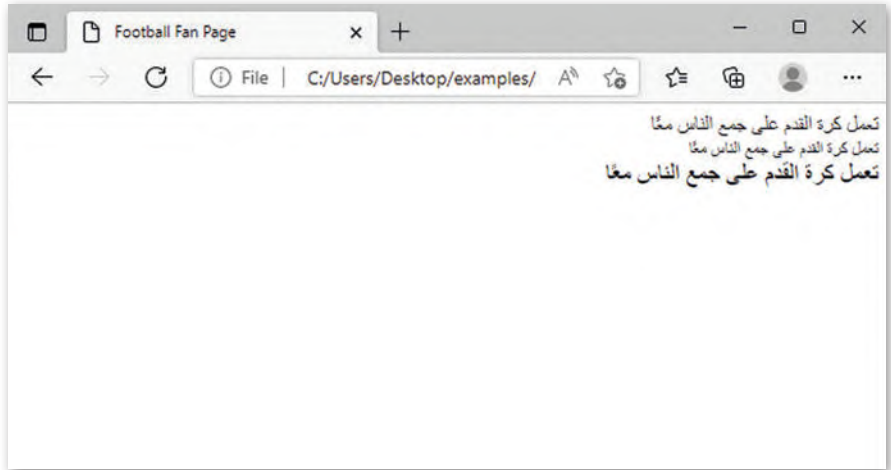 Football Fan Page
File | C:/Users/Desktop/examples/
تعمل كرة القدم على جمع الناس معًا
تعمل كرة القدم على جمع الناس معًا
تعمل كرة القدم على جمع الناس معًا